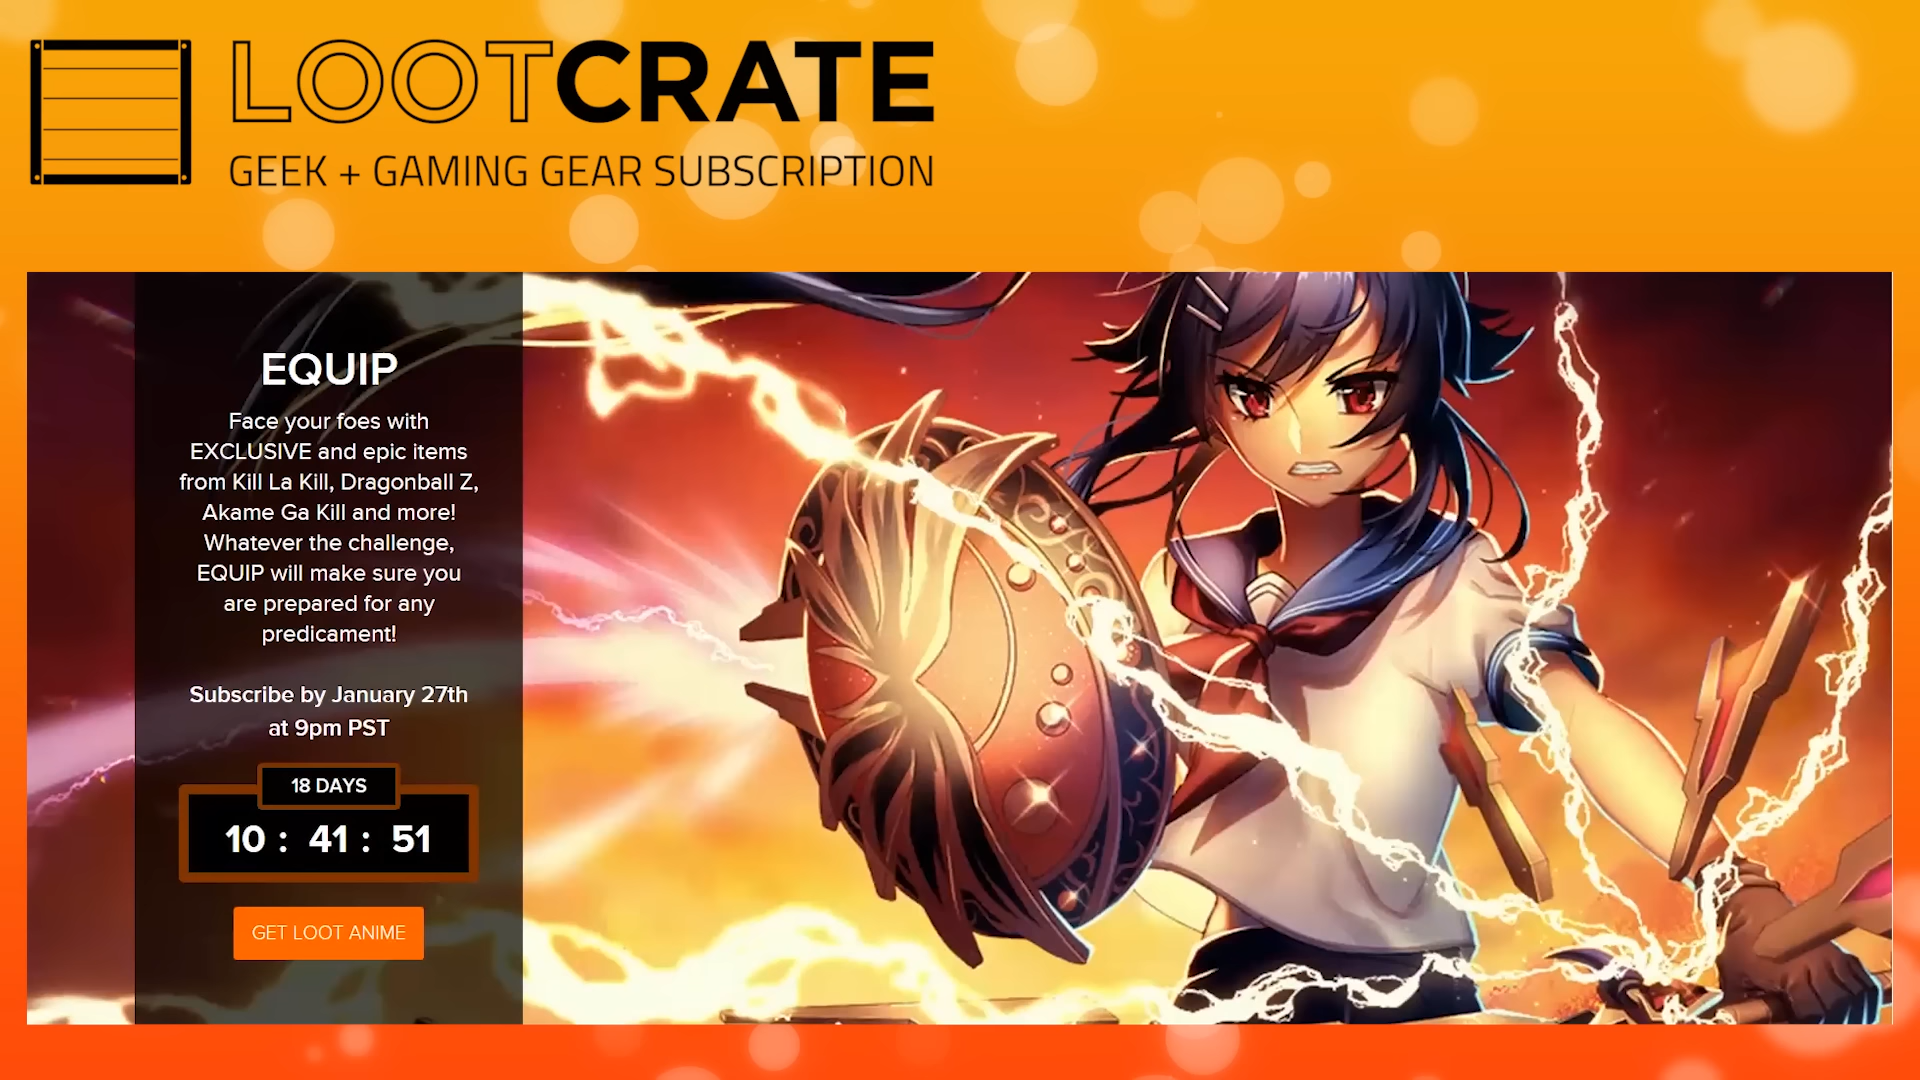 LOOTCRATE
GEEK + GAMING GEAR SUBSCRIPTION
EQUIP
Face your foes with
EXCLUSIVE and epic items
from Kill La Kill, Dragonball Z,
Akame Ga Kill and more!
Whatever the challenge,
EQUIP will make sure you
are prepared for any
predicament!
Subscribe by January 27th
at 9pm PST
18 DAYS
10 : 41 : 51
GET LOOT ANIME